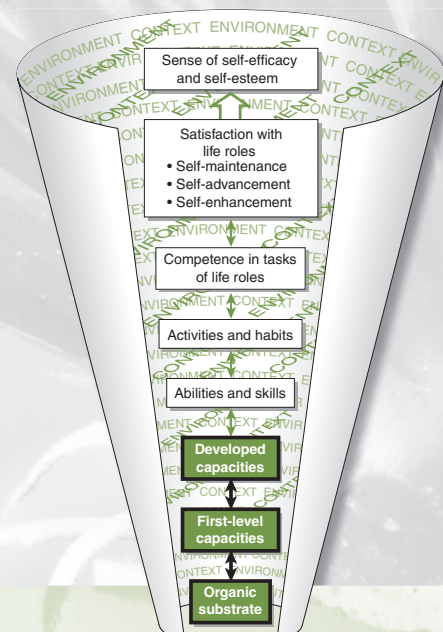 ENVIRONMENT CONTEXT ENVIRONMENT CONTEXT
Sense of self-efficacy
and self-esteem
Satisfaction with
life roles
• Self-maintenance
• Self-advancement
• Self-enhancement
Competence in tasks
of life roles
Activities and habits
Abilities and skills
Developed
capacities
First-level
capacities
Organic
substrate